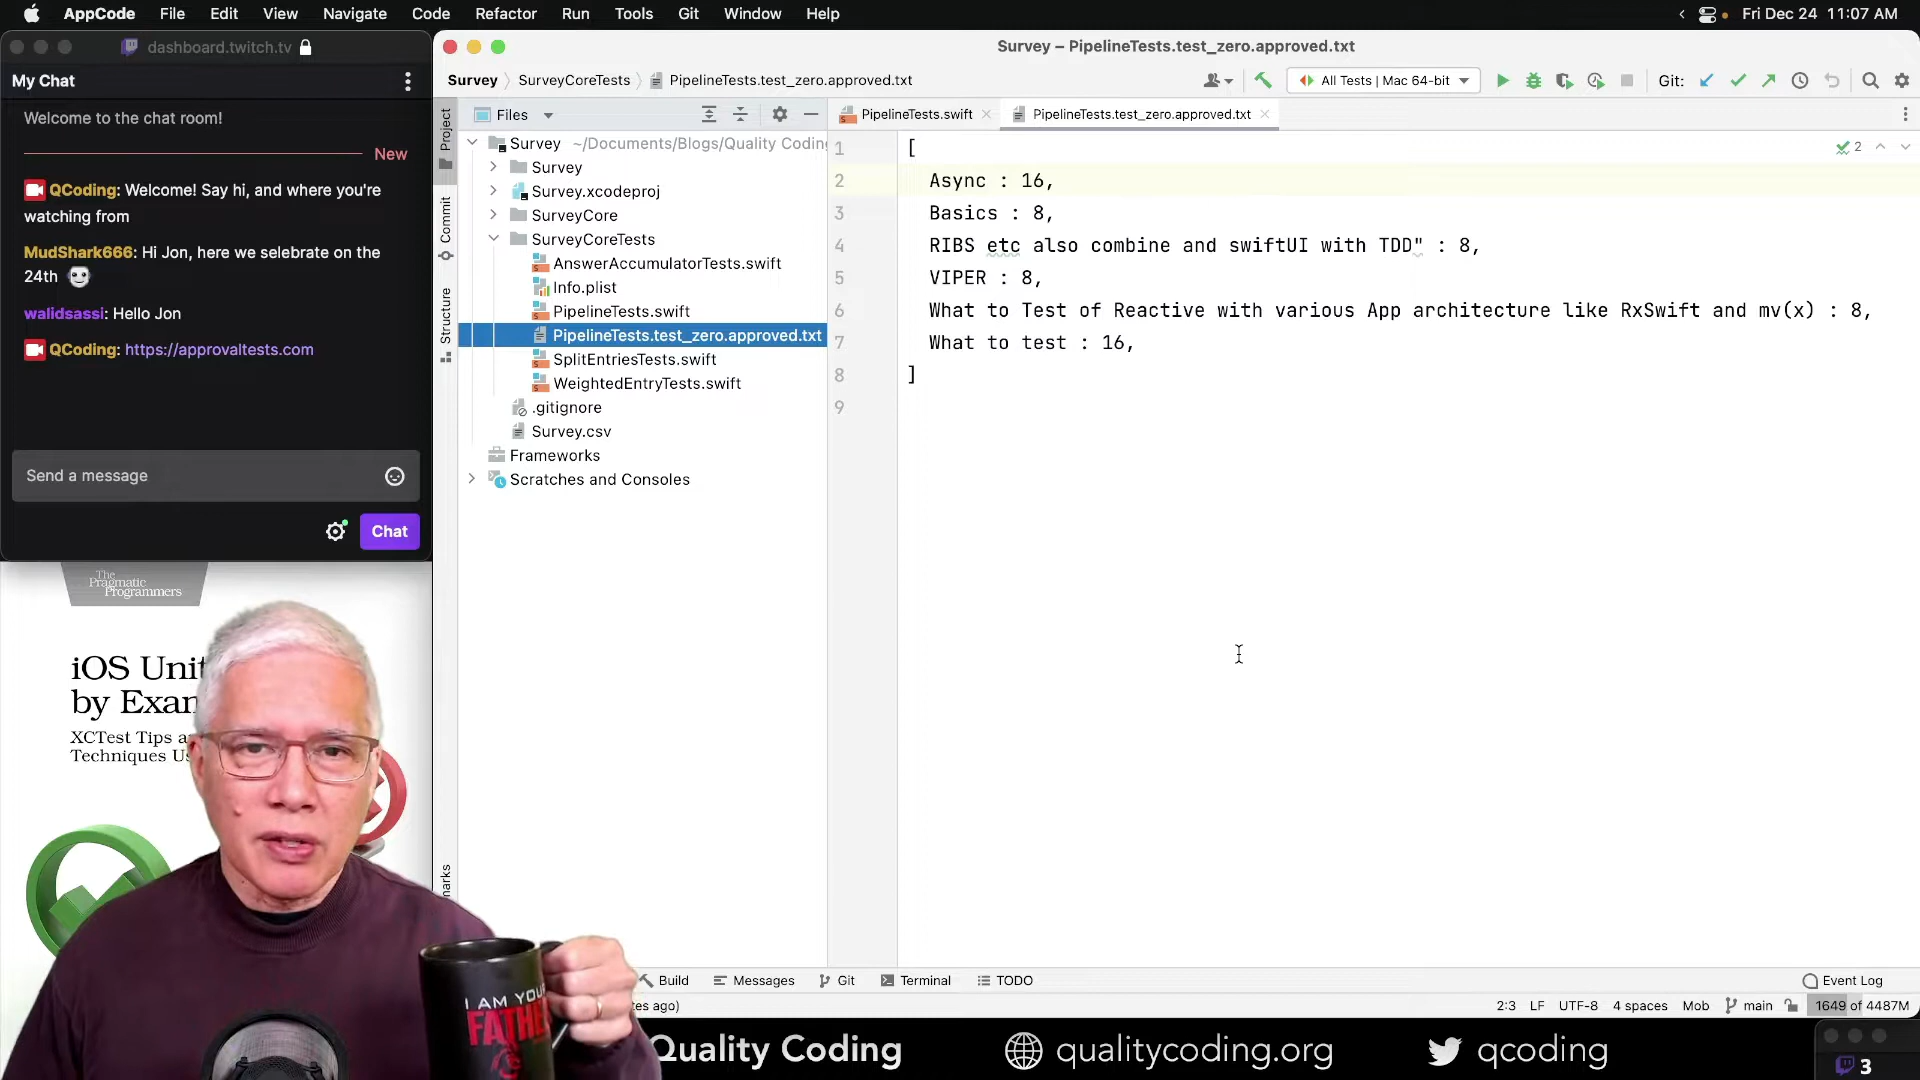 AppCode File Edit View Navigate Code Refactor Run Tools Git Window Help
Fri Dec 24 11:07 AM
dashboard.twitch.tv
My Chat
Welcome to the chat room!
New
QCoding: Welcome! Say hi, and where you're
watching from
MudShark666: Hi Jon, here we selebrate on the
24th
walidsassi: Hello Jon
QCoding: https://approvaltests.com
Send a message
Chat
Survey – PipelineTests.test_zero.approved.txt
Survey SurveyCoreTests PipelineTests.test_zero.approved.txt
All Tests | Mac 64-bit
Git:
Project
Commit
Structure
Files
Survey ~/Documents/Blogs/Quality Coding
Survey
Survey.xcodeproj
SurveyCore
SurveyCoreTests
AnswerAccumulatorTests.swift
Info.plist
PipelineTests.swift
PipelineTests.test_zero.approved.txt
SplitEntriesTests.swift
WeightedEntryTests.swift
.gitignore
Survey.csv
Frameworks
Scratches and Consoles
PipelineTests.swift PipelineTests.test_zero.approved.txt
2
1 [
2 Async : 16,
3 Basics : 8,
4 RIBS etc also combine and swiftUI with TDD" : 8,
5 VIPER : 8,
6 What to Test of Reactive with various App architecture like RxSwift and mv(x) : 8,
7 What to test : 16,
8 ]
9
The
Pragmatic
Programmers
iOS Unit
by Exam
XCTest Tips a
Techniques Us
I AM YOUR
FATHER
Build Messages Git Terminal TODO
Event Log
es ago)
2:3 LF UTF-8 4 spaces Mob main 1649 of 4487M
Quality Coding qualitycoding.org qcoding
3